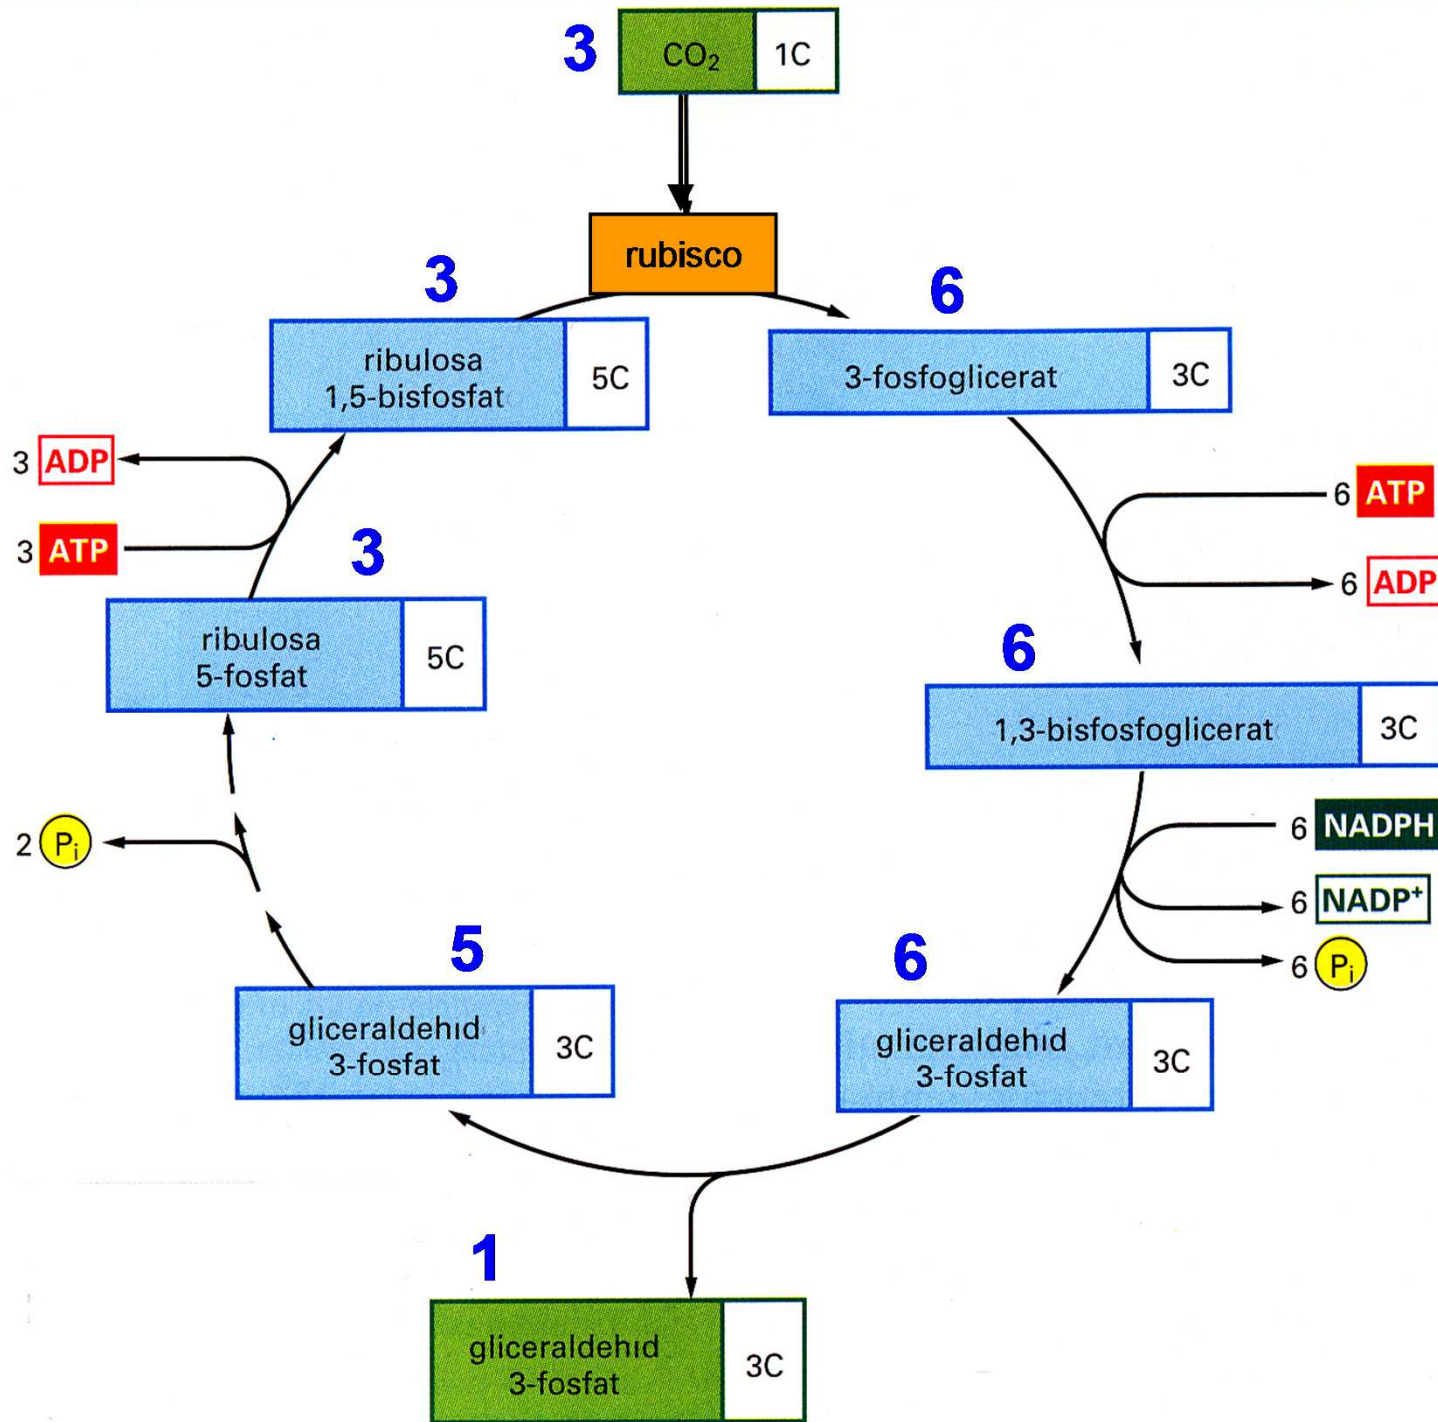 3 CO₂ 1C
rubisco
3
ribulosa
1,5-bisfosfat
5C
6
3-fosfoglicerat 3C
3 ADP
3 ATP
6 ATP
6 ADP
3
ribulosa
5-fosfat
5C
6
1,3-bisfosfoglicerat 3C
2 Pᵢ
6 NADPH
6 NADP⁺
6 Pᵢ
5
gliceraldehıd
3-fosfat
3C
6
gliceraldehıd
3-fosfat
3C
1
gliceraldehıd
3-fosfat
3C